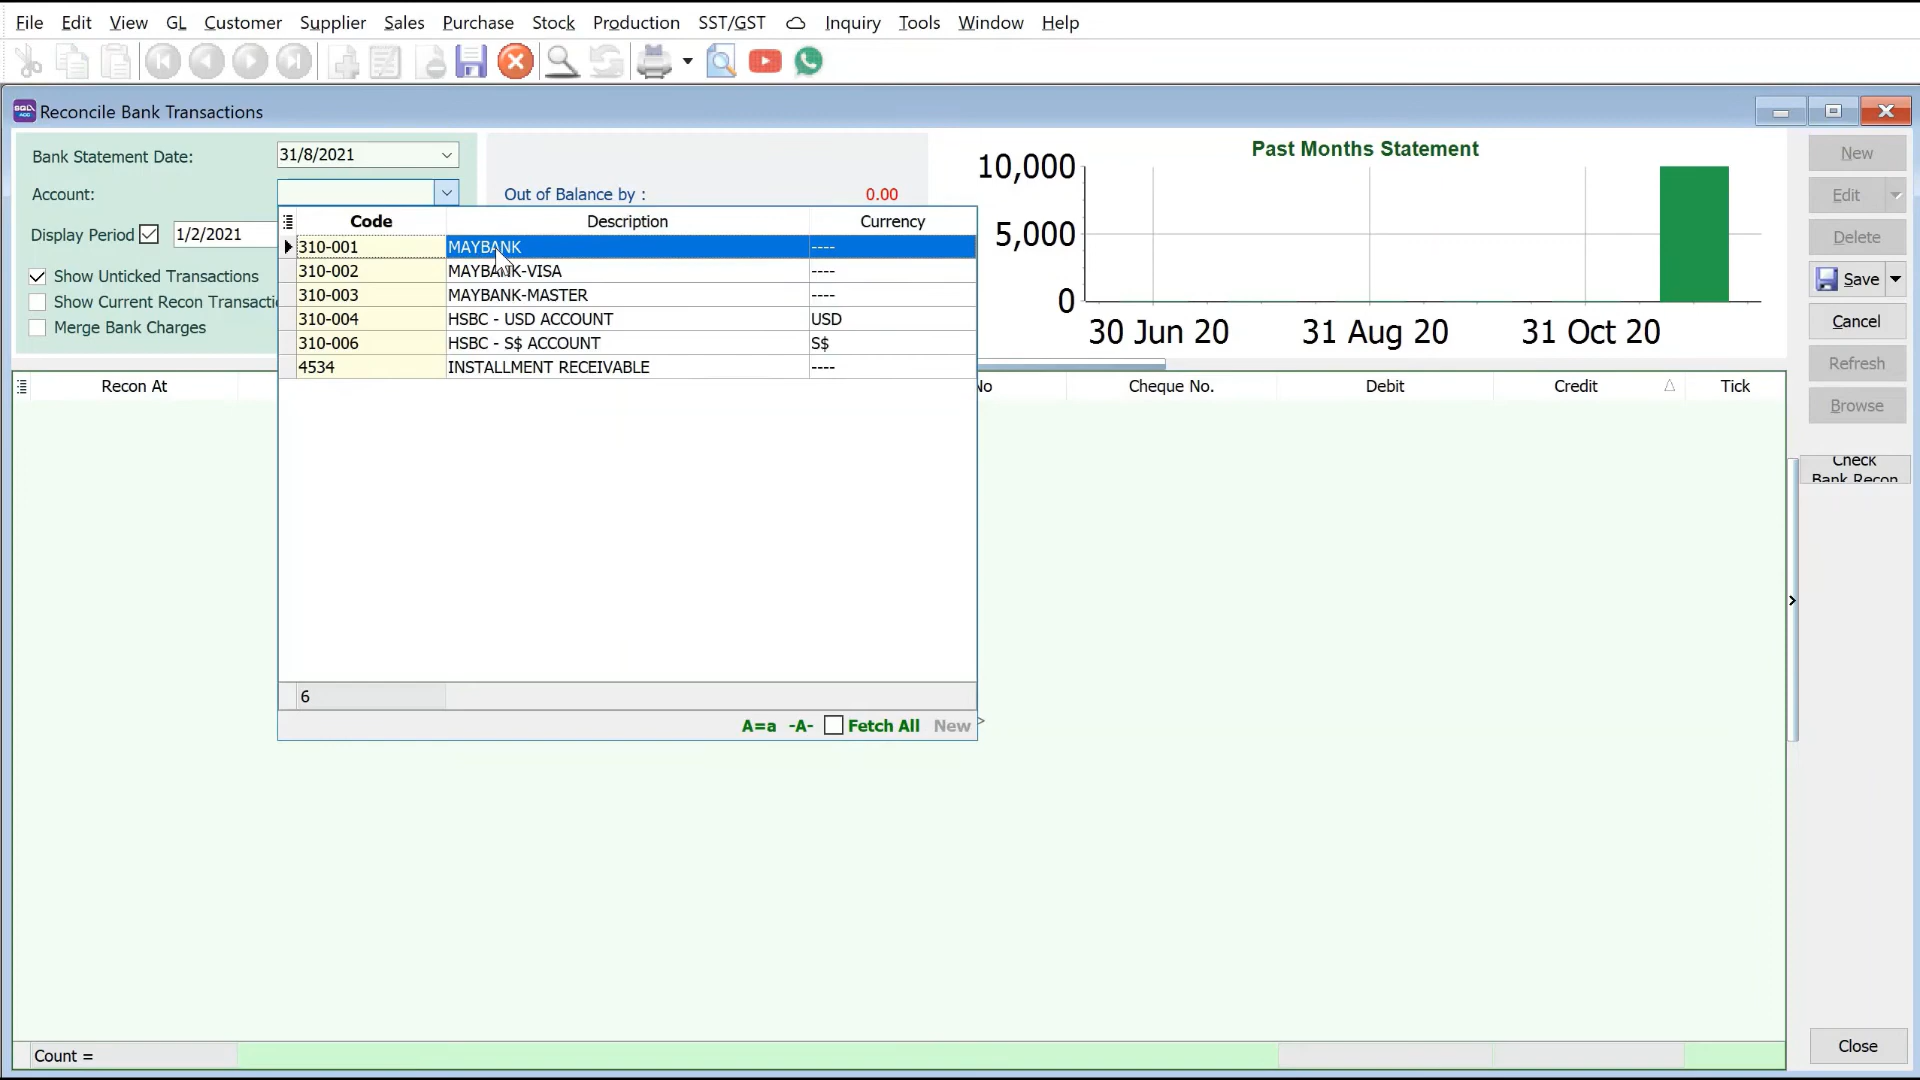 File Edit View GL Customer Supplier Sales Purchase Stock Production SST/GST Inquiry Tools Window Help
Reconcile Bank Transactions
Bank Statement Date: 31/8/2021
Account:
Out of Balance by : 0.00
Display Period 1/2/2021
Show Unticked Transactions
Show Current Recon Transacti
Merge Bank Charges
Code Description Currency
310-001 MAYBANK ----
310-002 MAYBANK-VISA ----
310-003 MAYBANK-MASTER ----
310-004 HSBC - USD ACCOUNT USD
310-006 HSBC - S$ ACCOUNT S$
4534 INSTALLMENT RECEIVABLE ----
6
A=a -A- Fetch All New
Past Months Statement
10,000
5,000
0
30 Jun 20 31 Aug 20 31 Oct 20
New
Edit
Delete
Save
Cancel
Refresh
Browse
Check
Bank Recon
Recon At No Cheque No. Debit Credit Tick
Count =
Close